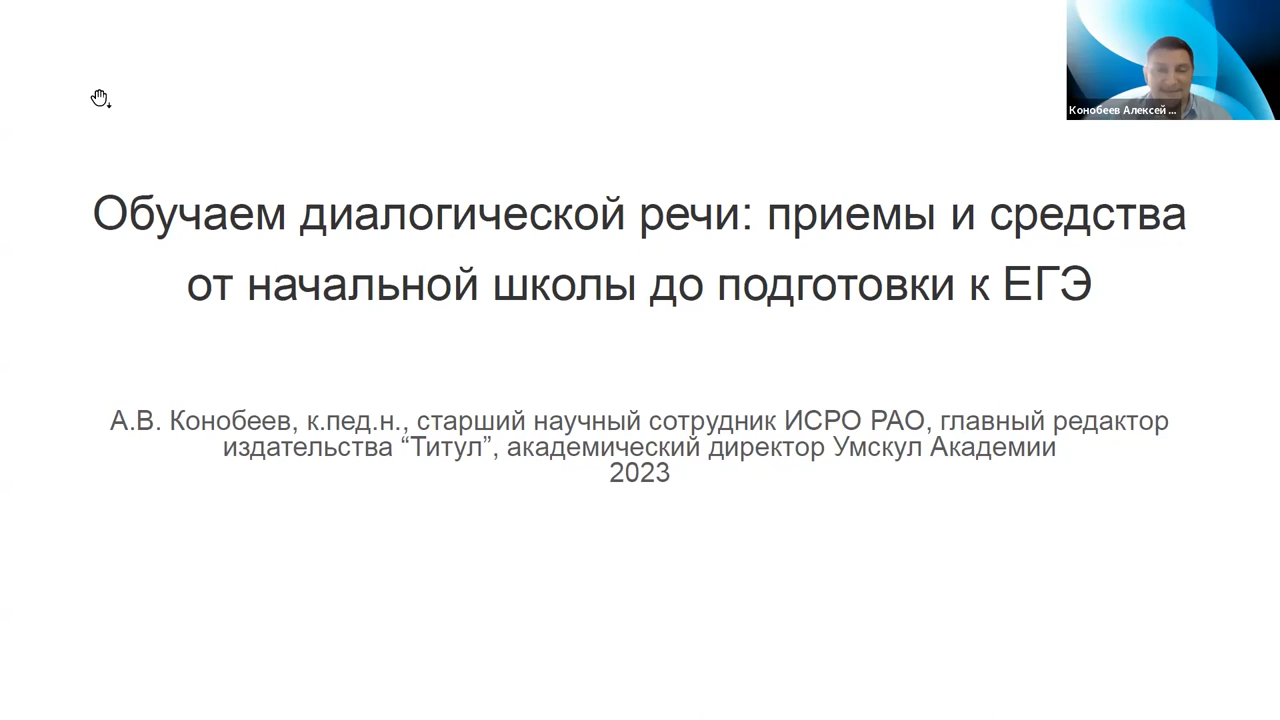 Конобеев Алексей ...
Обучаем диалогической речи: приемы и средства
от начальной школы до подготовки к ЕГЭ
А.В. Конобеев, к.пед.н., старший научный сотрудник ИСРО РАО, главный редактор
издательства “Титул”, академический директор Умскул Академии
2023